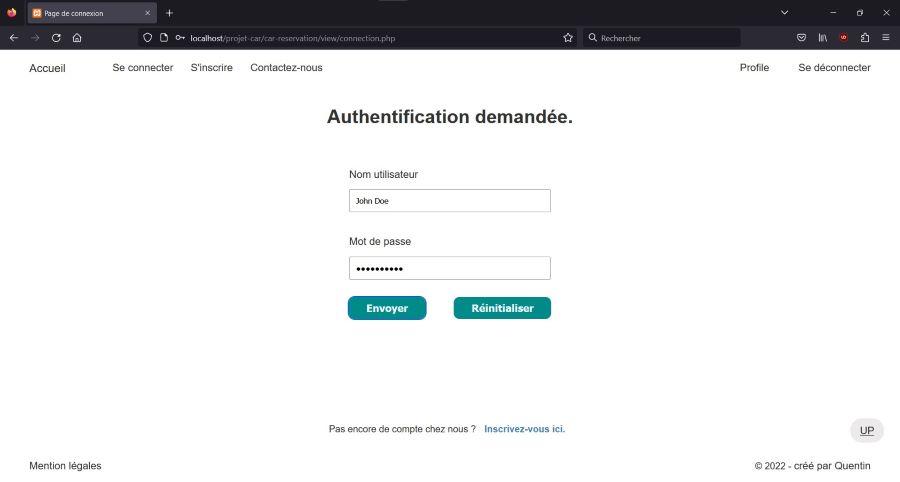 Page de connexion
localhost/projet-car/car-reservation/view/connection.php
Rechercher
Accueil Se connecter S'inscrire Contactez-nous Profile Se déconnecter
Authentification demandée.
Nom utilisateur
John Doe
Mot de passe
••••••••••
Envoyer Réinitialiser
Pas encore de compte chez nous ? Inscrivez-vous ici.
UP
Mention légales © 2022 - créé par Quentin